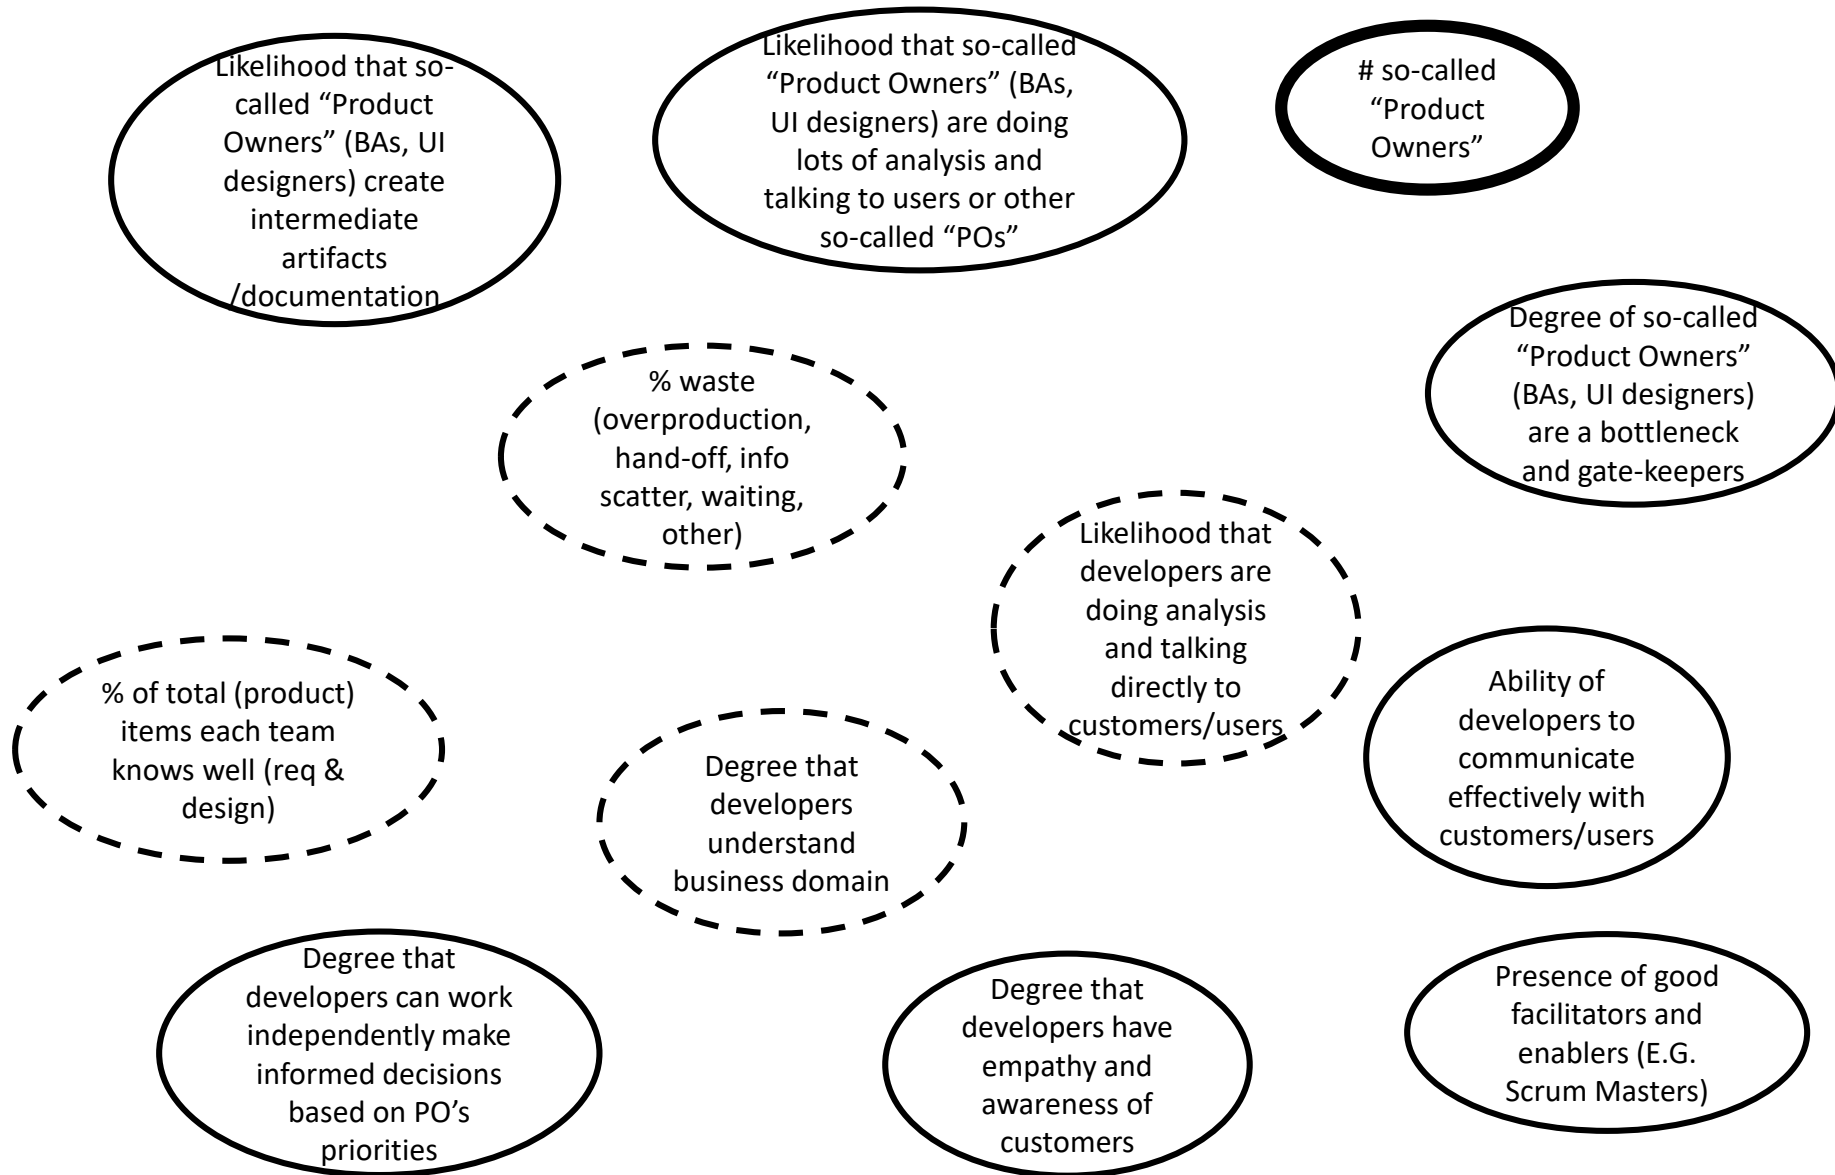 Likelihood that so-
called “Product
Owners” (BAs, UI
designers) create
intermediate
artifacts
/documentation
Likelihood that so-called
“Product Owners” (BAs,
UI designers) are doing
lots of analysis and
talking to users or other
so-called “POs”
# so-called
“Product
Owners”
Degree of so-called
“Product Owners”
(BAs, UI designers)
are a bottleneck
and gate-keepers
% waste
(overproduction,
hand-off, info
scatter, waiting,
other)
Likelihood that
developers are
doing analysis
and talking
directly to
customers/users
% of total (product)
items each team
knows well (req &
design)
Degree that
developers
understand
business domain
Ability of
developers to
communicate
effectively with
customers/users
Degree that
developers can work
independently make
informed decisions
based on PO’s
priorities
Degree that
developers have
empathy and
awareness of
customers
Presence of good
facilitators and
enablers (E.G.
Scrum Masters)